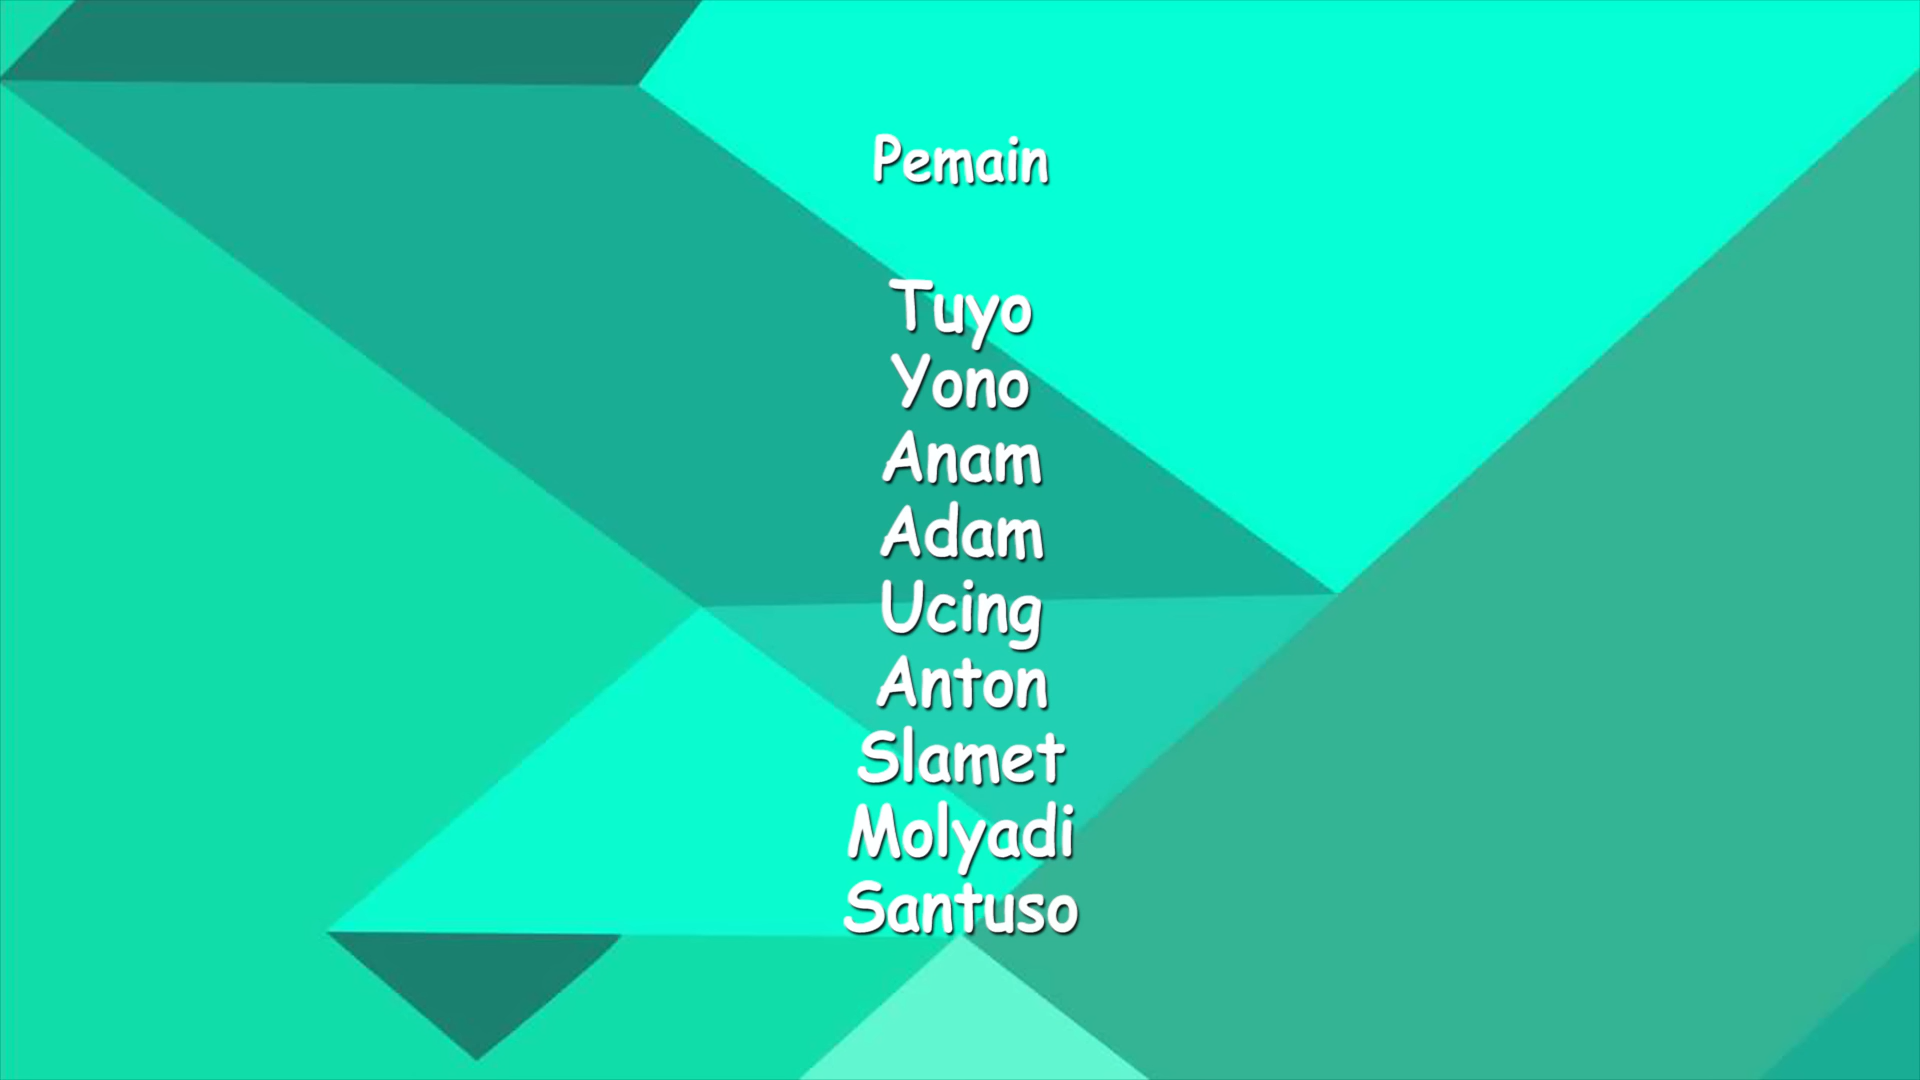 Pemain
Tuyo
Yono
Anam
Adam
Ucing
Anton
Slamet
Molyadi
Santuso